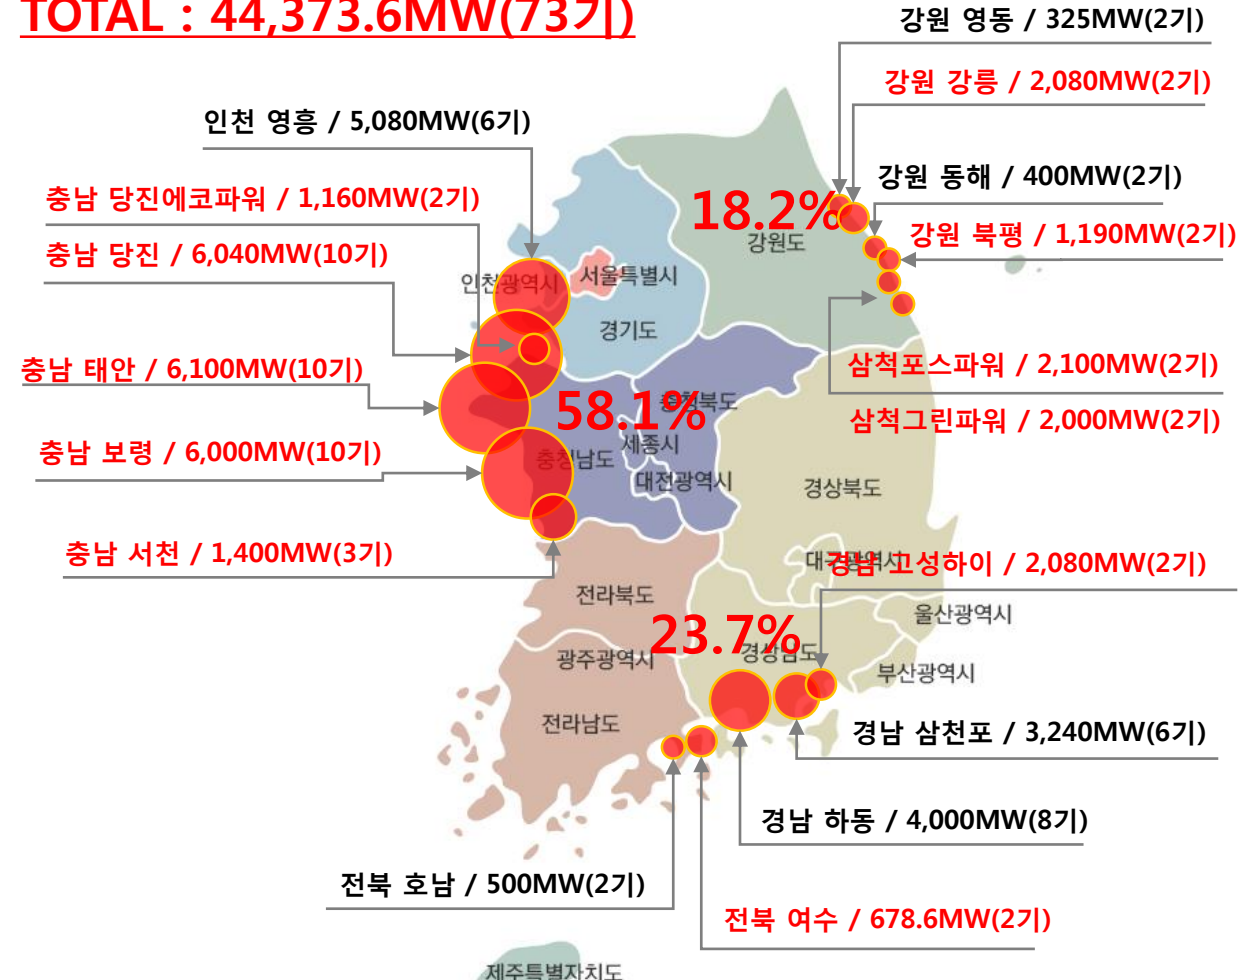 TOTAL : 44,373.6MW(73기)
강원 영동 / 325MW(2기)
강원 강릉 / 2,080MW(2기)
인천 영흥 / 5,080MW(6기)
강원 동해 / 400MW(2기)
충남 당진에코파워 / 1,160MW(2기)
18.2%
강원 북평 / 1,190MW(2기)
강원도
충남 당진 / 6,040MW(10기)
인천광역시
서울특별시
경기도
삼척포스파워 / 2,100MW(2기)
충남 태안 / 6,100MW(10기)
58.1%
충청북도
삼척그린파워 / 2,000MW(2기)
세종시
충남 보령 / 6,000MW(10기)
충청남도
대전광역시
경상북도
충남 서천 / 1,400MW(3기)
대구광역시
경남 고성하이 / 2,080MW(2기)
전라북도
울산광역시
23.7%
경상남도
광주광역시
부산광역시
전라남도
경남 삼천포 / 3,240MW(6기)
경남 하동 / 4,000MW(8기)
전북 호남 / 500MW(2기)
전북 여수 / 678.6MW(2기)
제주특별자치도